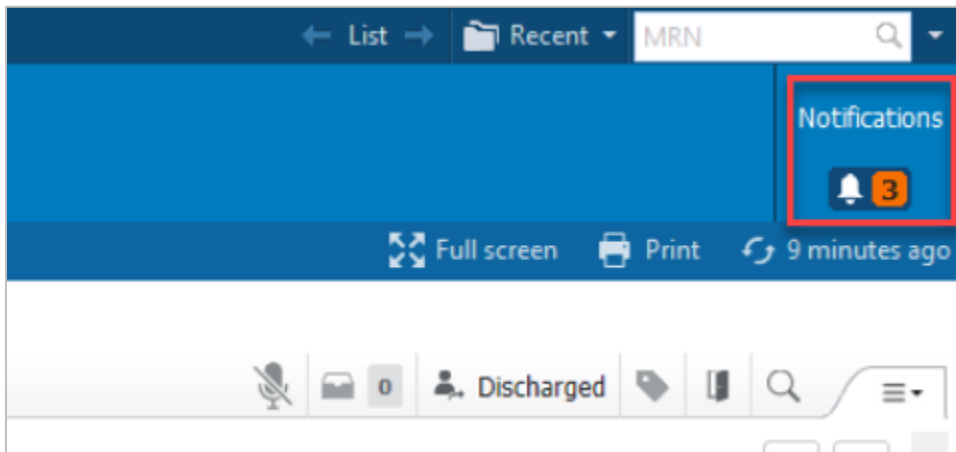 List Recent MRN
Notifications
3
Full screen Print 9 minutes ago
0 Discharged